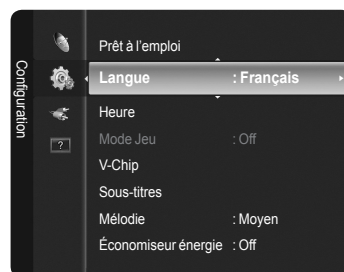 Configuration
Prêt à l'emploi
Langue : Français
Heure
Mode Jeu : Off
V-Chip
Sous-titres
Mélodie : Moyen
Économiseur énergie : Off
?